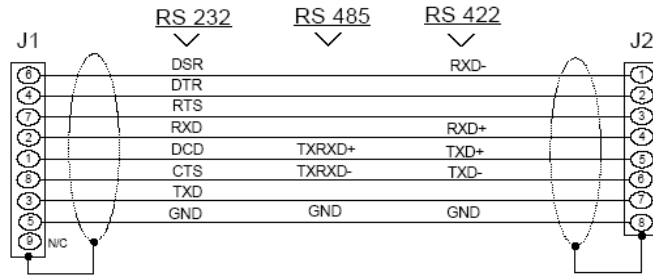 RS 232 RS 485 RS 422
J1 J2
6 DSR RXD- 1
4 DTR 2
7 RTS 3
2 RXD RXD+ 4
1 DCD TXRXD+ TXD+ 5
8 CTS TXRXD- TXD- 6
3 TXD 7
5 GND GND GND 8
9 N/C